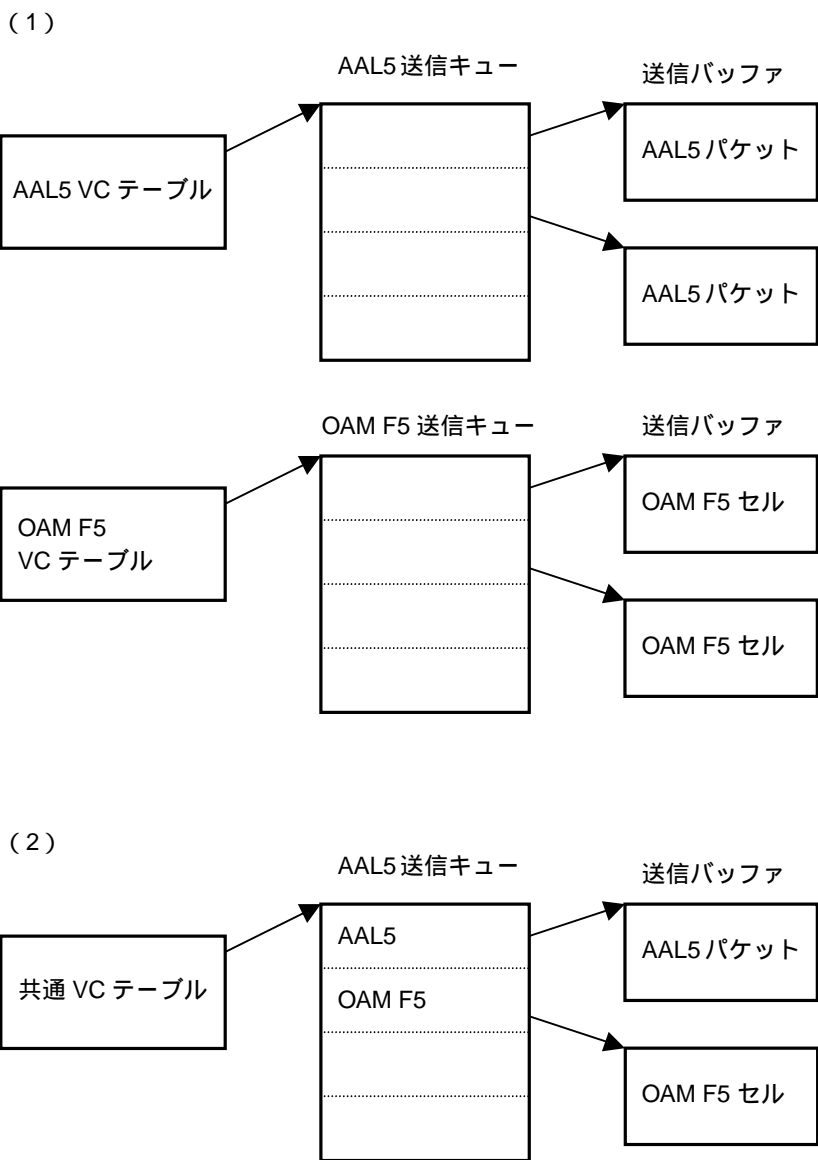 （1）
AAL5 送信キュー
送信バッファ
AAL5 VC テーブル
AAL5 パケット
AAL5 パケット
OAM F5 送信キュー
送信バッファ
OAM F5
VC テーブル
OAM F5 セル
OAM F5 セル
（2）
AAL5 送信キュー
送信バッファ
共通 VC テーブル
AAL5
OAM F5
AAL5 パケット
OAM F5 セル